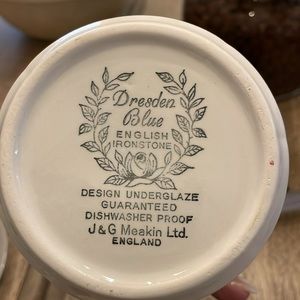 Dresden
Blue
ENGLISH
IRONSTONE
DESIGN UNDERGLAZE
GUARANTEED
DISHWASHER PROOF
J&G Meakin Ltd.
ENGLAND